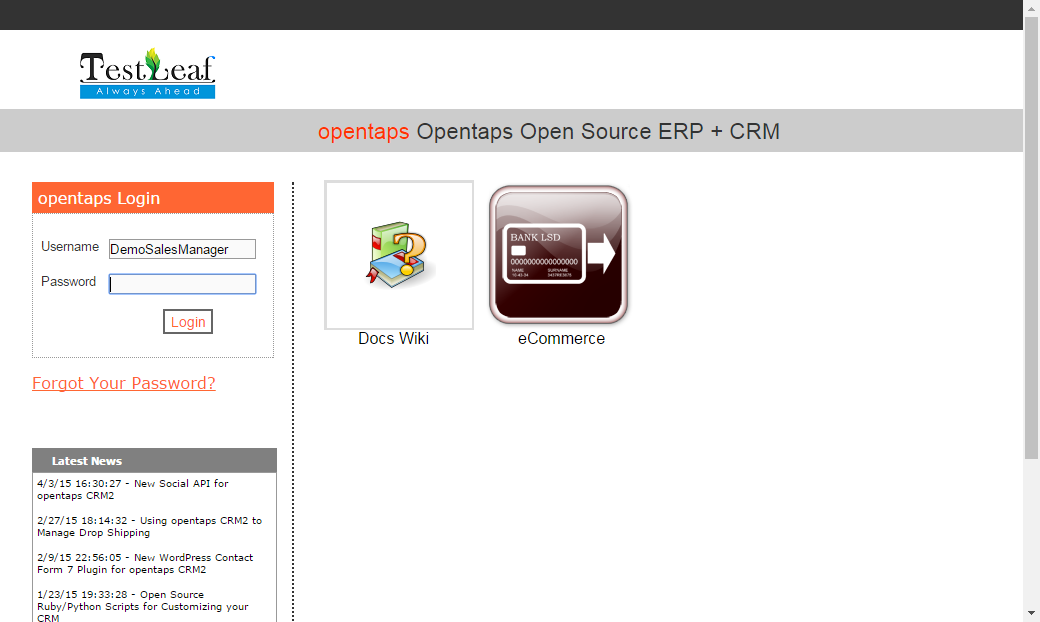 TestLeaf
Always Ahead
opentaps Opentaps Open Source ERP + CRM
opentaps Login
Username DemoSalesManager
Password
Login
Forgot Your Password?
BANK LSD
0000000000000000
NAME SURNAME
Docs Wiki
eCommerce
Latest News
4/3/15 16:30:27 - New Social API for
opentaps CRM2
2/27/15 18:14:32 - Using opentaps CRM2 to
Manage Drop Shipping
2/9/15 22:56:05 - New WordPress Contact
Form 7 Plugin for opentaps CRM2
1/23/15 19:33:28 - Open Source
Ruby/Python Scripts for Customizing your
CRM